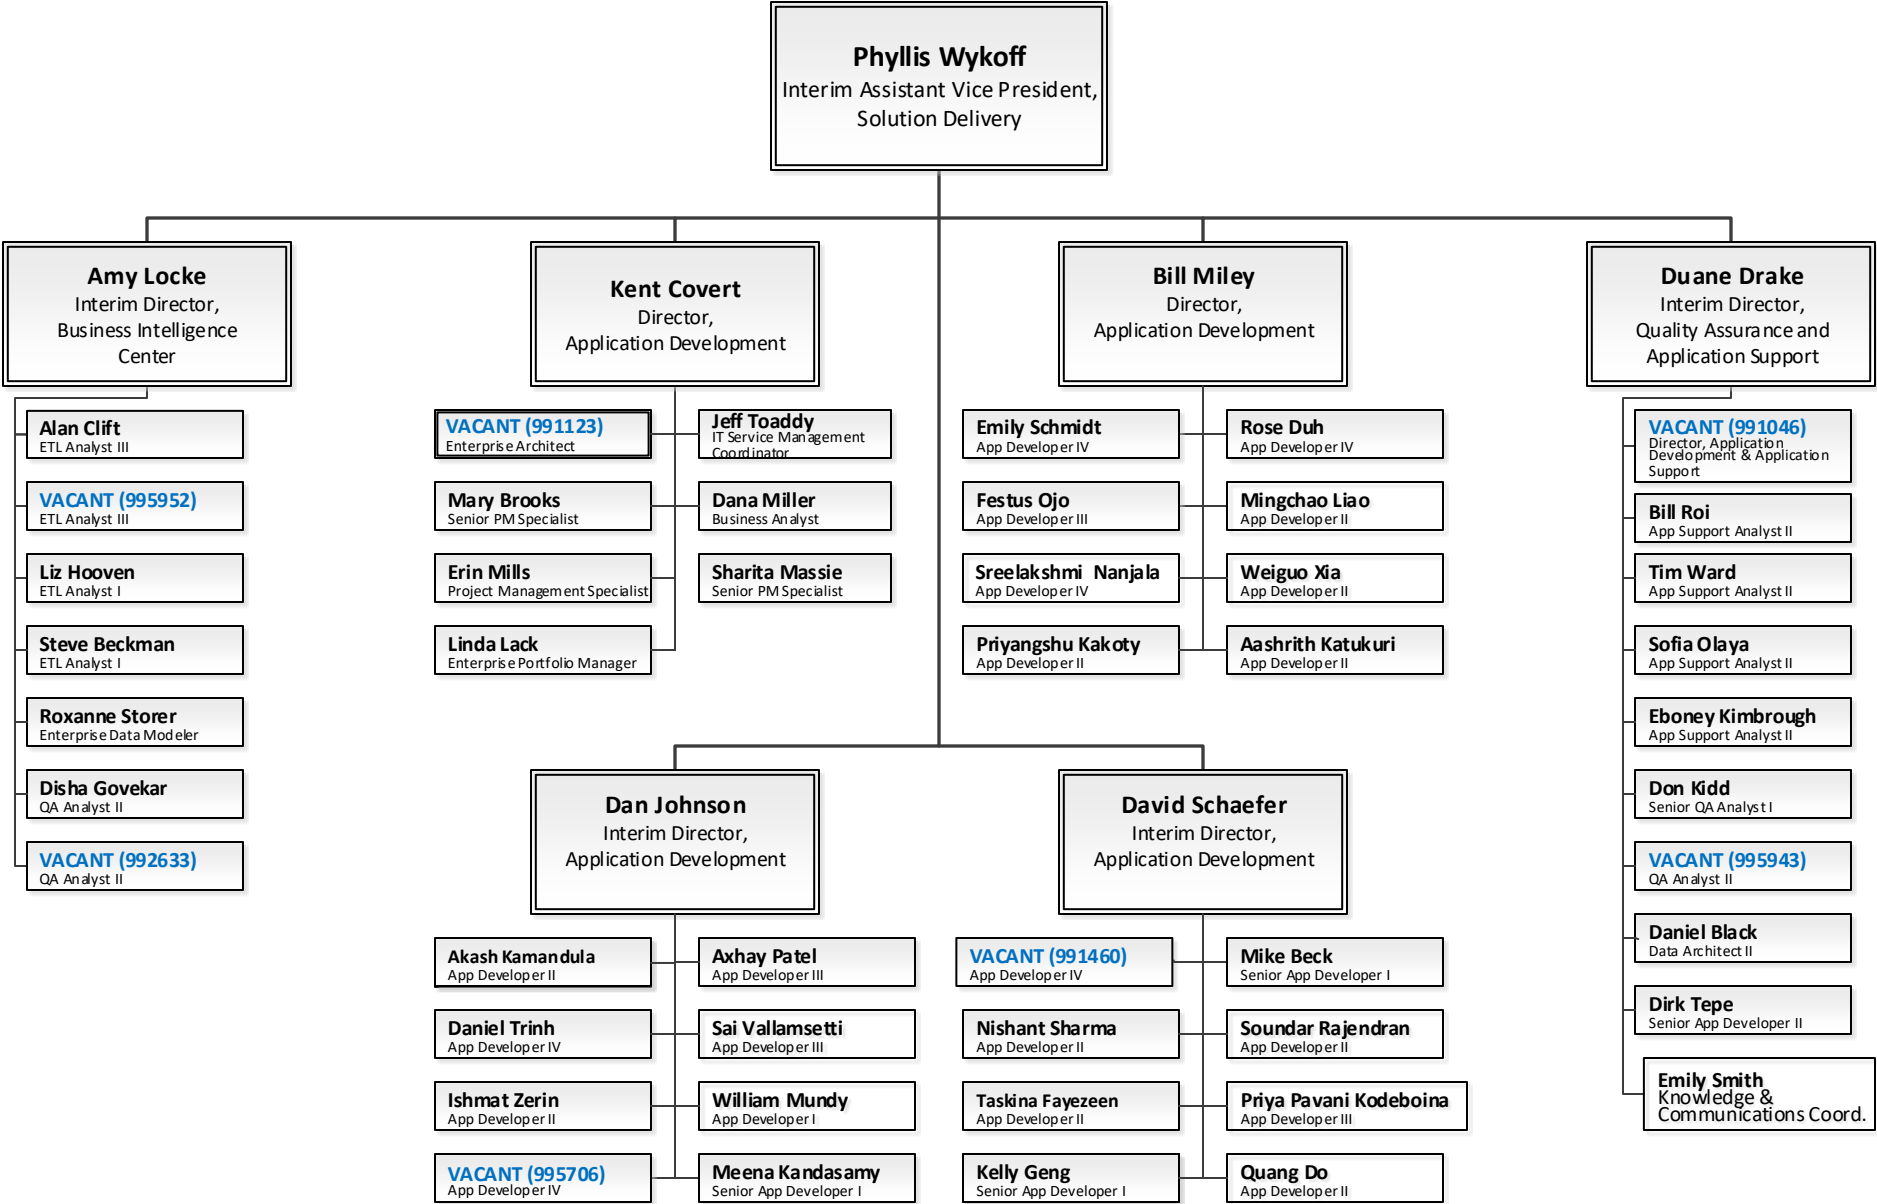 Phyllis Wykoff
Interim Assistant Vice President,
Solution Delivery
Amy Locke
Interim Director,
Business Intelligence
Center
Alan Clift
ETL Analyst III
VACANT (995952)
ETL Analyst III
Liz Hooven
ETL Analyst I
Steve Beckman
ETL Analyst I
Roxanne Storer
Enterprise Data Modeler
Disha Govekar
QA Analyst II
VACANT (992633)
QA Analyst II
Kent Covert
Director,
Application Development
VACANT (991123)
Enterprise Architect
Jeff Toaddy
IT Service Management
Coordinator
Mary Brooks
Senior PM Specialist
Dana Miller
Business Analyst
Erin Mills
Project Management Specialist
Sharita Massie
Senior PM Specialist
Linda Lack
Enterprise Portfolio Manager
Bill Miley
Director,
Application Development
Emily Schmidt
App Developer IV
Rose Duh
App Developer IV
Festus Ojo
App Developer III
Mingchao Liao
App Developer II
Sreelakshmi Nanjala
App Developer IV
Weiguo Xia
App Developer II
Priyangshu Kakoty
App Developer II
Aashrith Katukuri
App Developer II
Duane Drake
Interim Director,
Quality Assurance and
Application Support
VACANT (991046)
Director, Application
Development & Application
Support
Bill Roi
App Support Analyst II
Tim Ward
App Support Analyst II
Sofia Olaya
App Support Analyst II
Eboney Kimbrough
App Support Analyst II
Don Kidd
Senior QA Analyst I
VACANT (995943)
QA Analyst II
Daniel Black
Data Architect II
Dirk Tepe
Senior App Developer II
Emily Smith
Knowledge &
Communications Coord.
Dan Johnson
Interim Director,
Application Development
Akash Kamandula
App Developer II
Axhay Patel
App Developer III
Daniel Trinh
App Developer IV
Sai Vallamsetti
App Developer III
Ishmat Zerin
App Developer II
William Mundy
App Developer I
VACANT (995706)
App Developer IV
Meena Kandasamy
Senior App Developer I
David Schaefer
Interim Director,
Application Development
VACANT (991460)
App Developer IV
Mike Beck
Senior App Developer I
Nishant Sharma
App Developer II
Soundar Rajendran
App Developer II
Taskina Fayezeen
App Developer II
Priya Pavani Kodeboina
App Developer III
Kelly Geng
Senior App Developer I
Quang Do
App Developer II